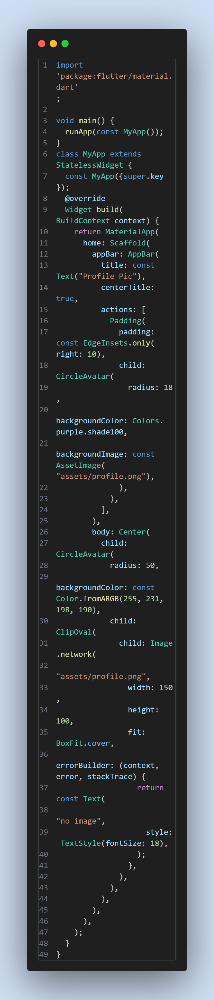 1 import
'package:flutter/material.
dart'
;
2
3 void main() {
4   runApp(const MyApp());
5 }
6 class MyApp extends
StatelessWidget {
7   const MyApp({super.key
});
8   @override
9   Widget build(
BuildContext context) {
10     return MaterialApp(
11       home: Scaffold(
12         appBar: AppBar(
13           title: const
Text("Profile Pic"),
14           centerTitle:
true,
15           actions: [
16             Padding(
17               padding:
const EdgeInsets.only(
right: 10),
18               child:
CircleAvatar(
19                 radius: 18
,
20
backgroundColor: Colors.
purple.shade100,
21
backgroundImage: const
AssetImage(
"assets/profile.png"),
22               ),
23             ),
24           ],
25         ),
26         body: Center(
27           child:
CircleAvatar(
28             radius: 50,
29
backgroundColor: const
Color.fromARGB(255, 231,
198, 190),
30             child:
ClipOval(
31               child: Image
.network(
32
"assets/profile.png",
33                 width: 150
,
34                 height:
100,
35                 fit:
BoxFit.cover,
36
errorBuilder: (context,
error, stackTrace) {
37                   return
const Text(
38
"no image",
39                     style:
TextStyle(fontSize: 18),
40                   );
41                 },
42               ),
43             ),
44           ),
45         ),
46       ),
47     );
48   }
49 }